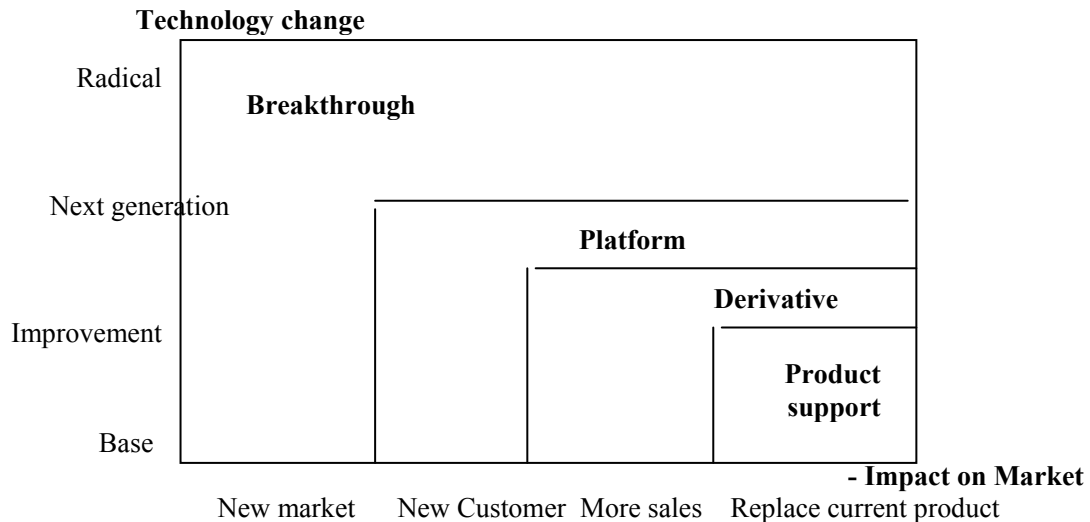 Technology change
Radical
Breakthrough
Next generation
Platform
Derivative
Improvement
Product
support
Base
- Impact on Market
New market New Customer More sales Replace current product